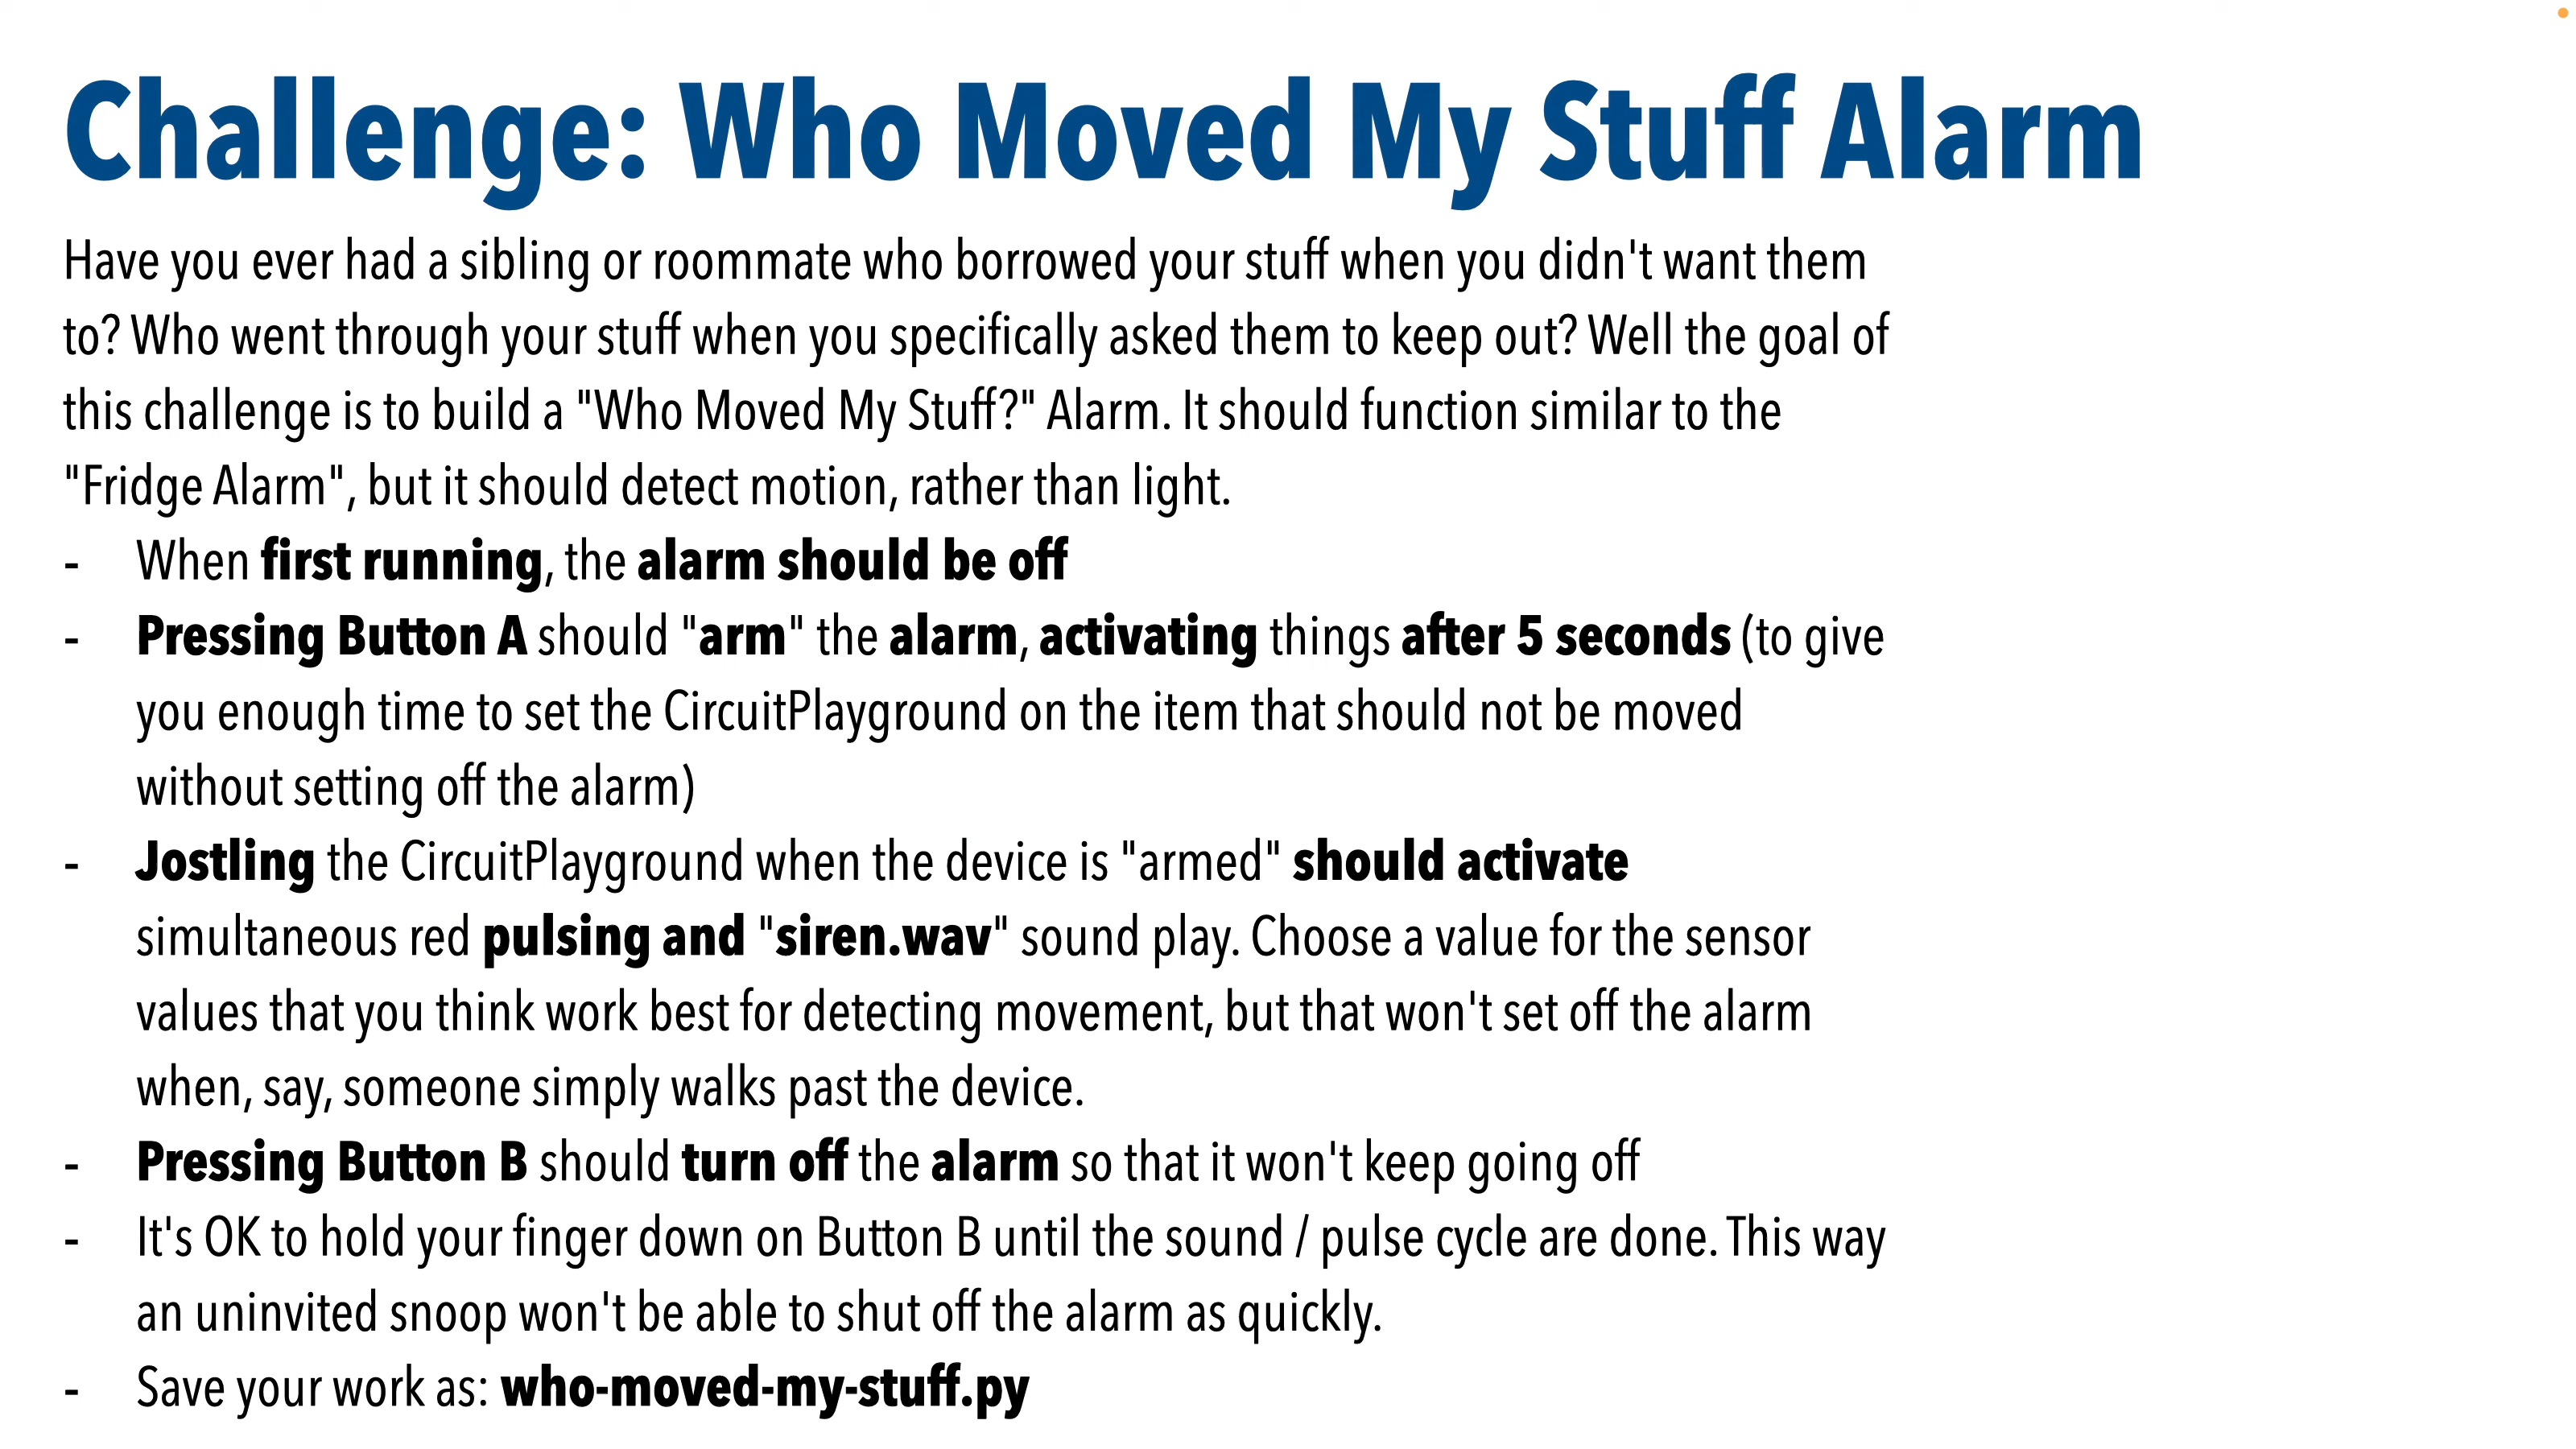 Challenge: Who Moved My Stuff Alarm
Have you ever had a sibling or roommate who borrowed your stuff when you didn't want them
to? Who went through your stuff when you specifically asked them to keep out? Well the goal of
this challenge is to build a "Who Moved My Stuff?" Alarm. It should function similar to the
"Fridge Alarm", but it should detect motion, rather than light.
- When first running, the alarm should be off
- Pressing Button A should "arm" the alarm, activating things after 5 seconds (to give
you enough time to set the CircuitPlayground on the item that should not be moved
without setting off the alarm)
- Jostling the CircuitPlayground when the device is "armed" should activate
simultaneous red pulsing and "siren.wav" sound play. Choose a value for the sensor
values that you think work best for detecting movement, but that won't set off the alarm
when, say, someone simply walks past the device.
- Pressing Button B should turn off the alarm so that it won't keep going off
- It's OK to hold your finger down on Button B until the sound / pulse cycle are done. This way
an uninvited snoop won't be able to shut off the alarm as quickly.
- Save your work as: who-moved-my-stuff.py